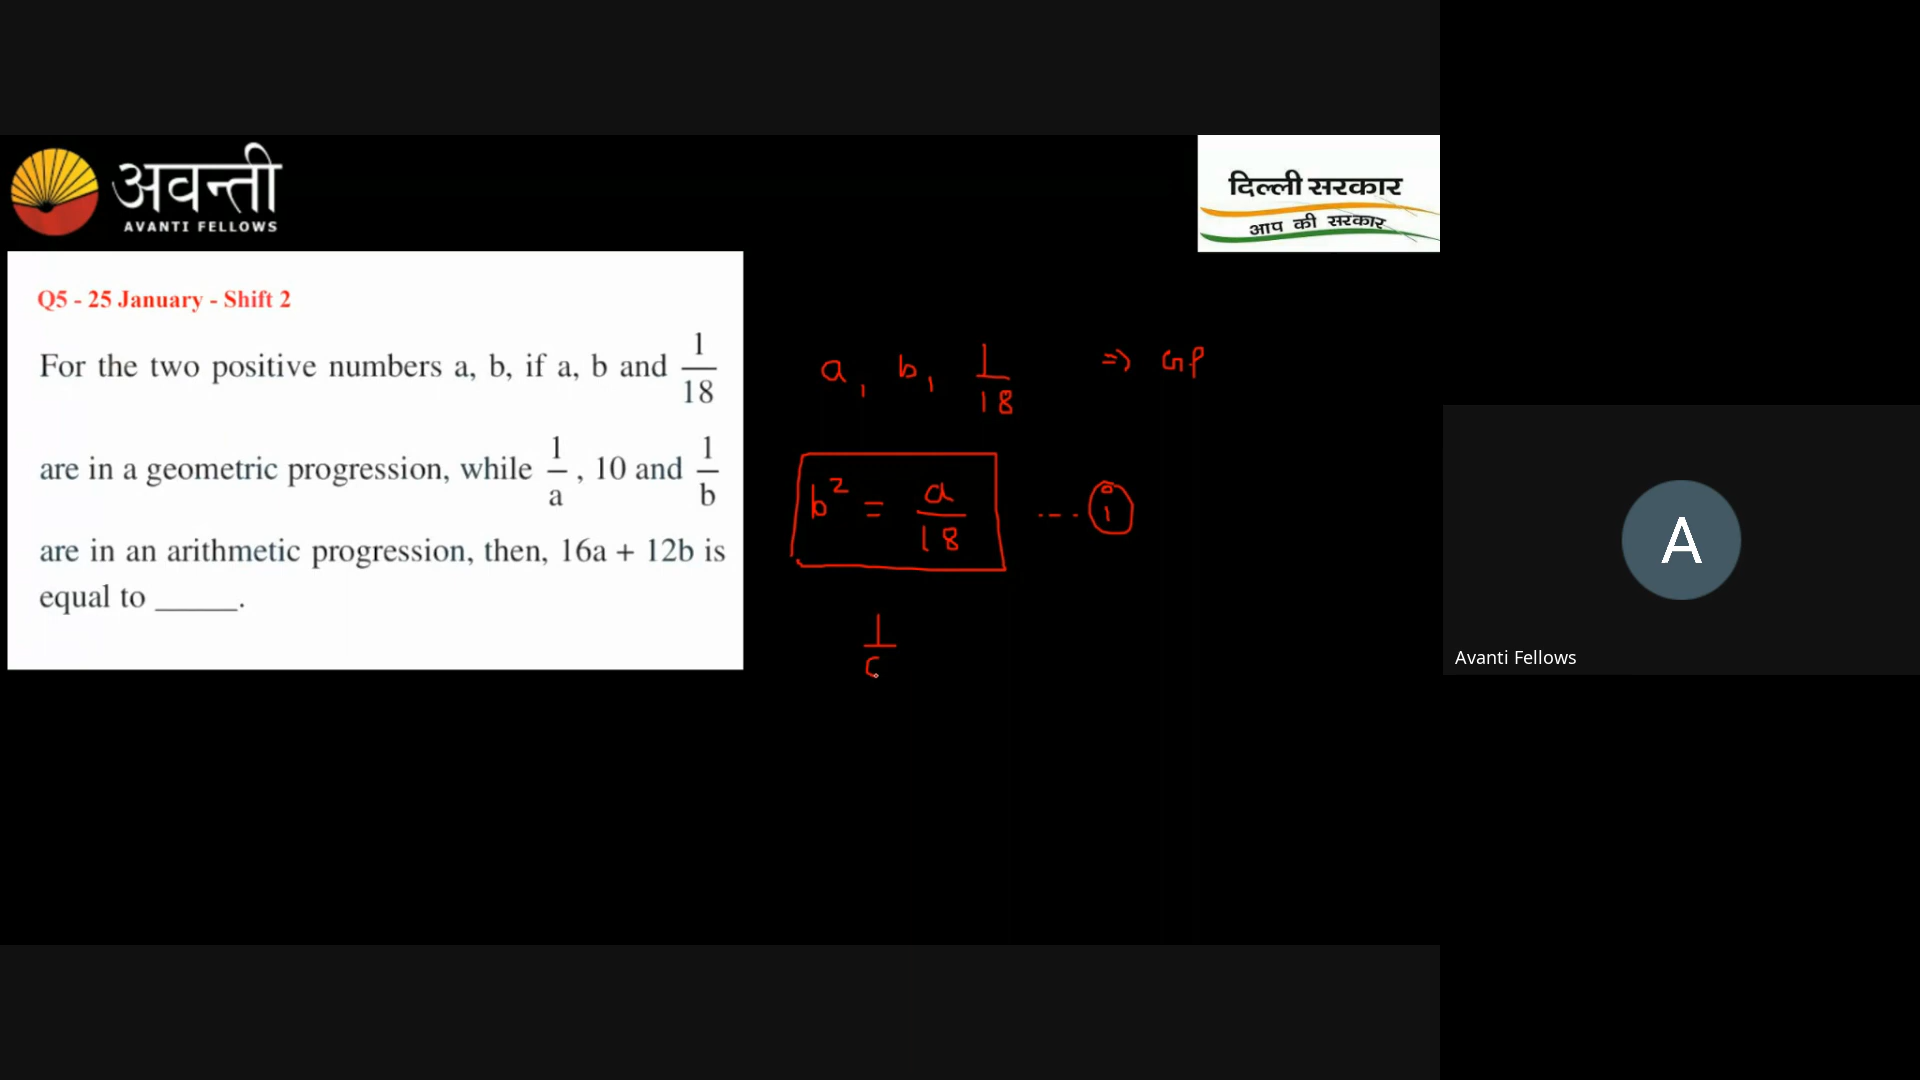 अवन्ती
AVANTI FELLOWS
दिल्ली सरकार
आप की सरकार
Q5 - 25 January - Shift 2
For the two positive numbers a, b, if a, b and 1/18
are in a geometric progression, while 1/a , 10 and 1/b
are in an arithmetic progression, then, 16a + 12b is
equal to _____.
a, b, 1/18 => GP
b² = a/18 ---- i
1
A
Avanti Fellows